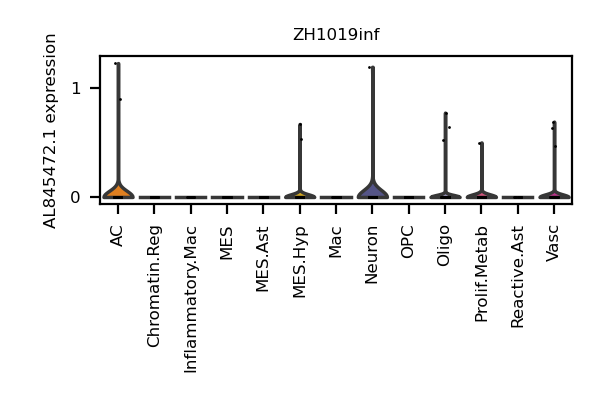 ZH1019inf
AL845472.1 expression
1
0
AC
Chromatin.Reg
Inflammatory.Mac
MES
MES.Ast
MES.Hyp
Mac
Neuron
OPC
Oligo
Prolif.Metab
Reactive.Ast
Vasc